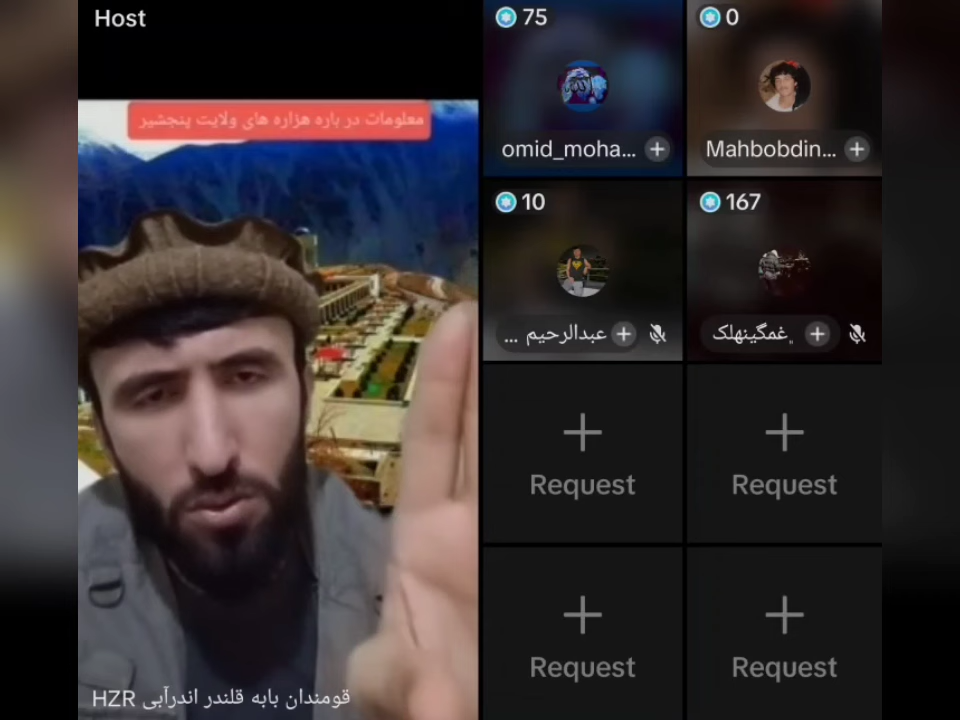 Host
معلومات در باره هزاره های ولایت پنجشیر
HZR قومندان بابه قلندر اندرآبی
75
omid_moha...
0
Mahbobdin...
10
عبدالرحیم ...
167
غمگینهلک
Request
Request
Request
Request